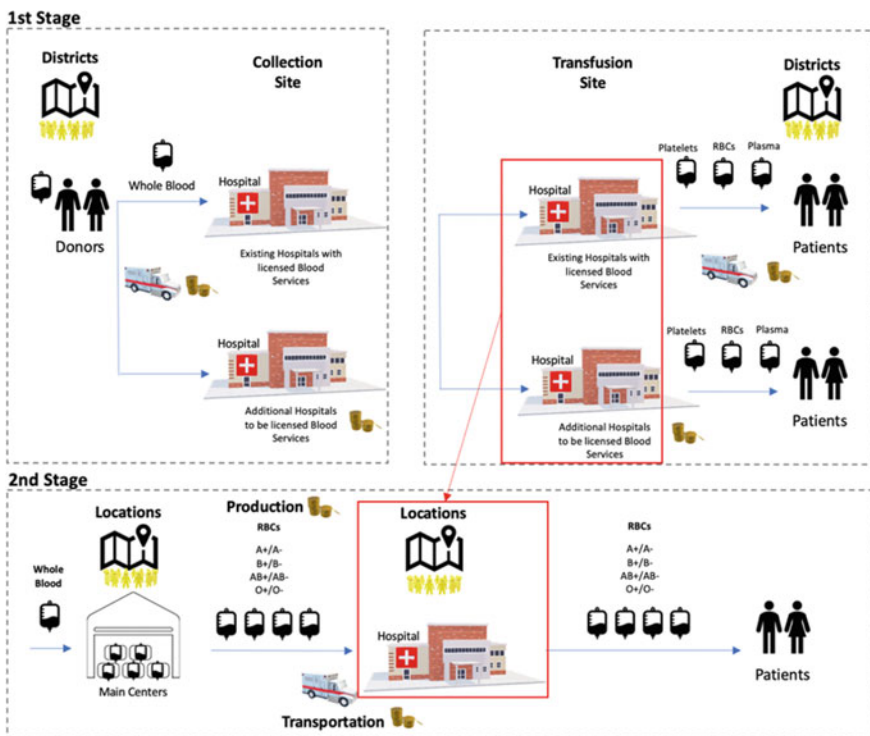 1st Stage
Districts
Collection
Site
Whole Blood
Donors
Hospital
Existing Hospitals with
licensed Blood
Services
Hospital
Additional Hospitals
to be licensed Blood
Services
Transfusion
Site
Districts
Hospital
Existing Hospitals with
licensed Blood
Services
Platelets RBCs Plasma
Patients
Hospital
Additional Hospitals
to be licensed Blood
Services
Platelets RBCs Plasma
Patients
2nd Stage
Whole
Blood
Locations
Main Centers
Production
RBCs
A+/A-
B+/B-
AB+/AB-
O+/O-
Transportation
Locations
Hospital
RBCs
A+/A-
B+/B-
AB+/AB-
O+/O-
Patients